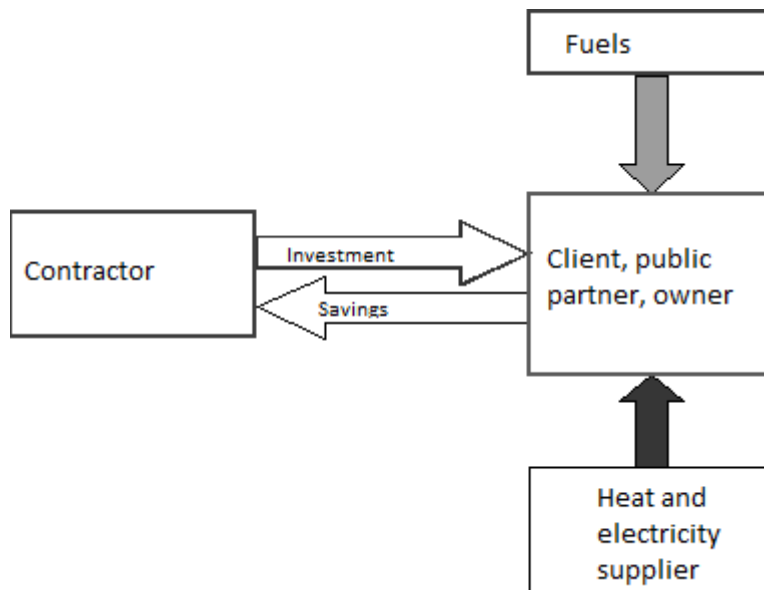 Fuels
Contractor
Investment
Savings
Client, public
partner, owner
Heat and
electricity
supplier